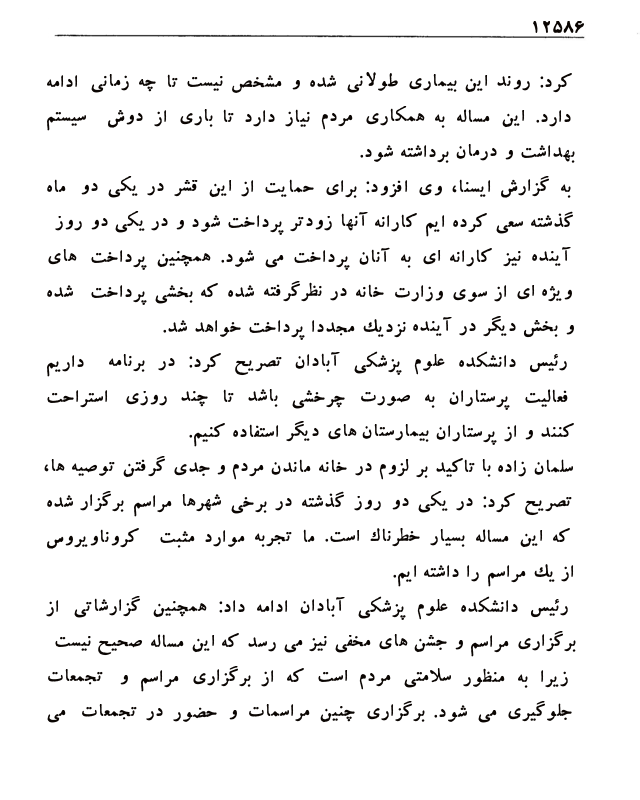 ۱۲۵۸۶
کرد: روند این بیماری طولانی شده و مشخص نیست تا چه زمانی ادامه
دارد. این مساله به همکاری مردم نیاز دارد تا باری از دوش سیستم
بهداشت و درمان برداشته شود.
به گزارش ایسنا، وی افزود: برای حمایت از این قشر در یکی دو ماه
گذشته سعی کرده ایم کارانه آنها زودتر پرداخت شود و در یکی دو روز
آینده نیز کارانه ای به آنان پرداخت می شود. همچنین پرداخت های
ویژه ای از سوی وزارت خانه در نظرگرفته شده که بخشی پرداخت شده
و بخش دیگر در آینده نزدیك مجددا پرداخت خواهد شد.
رئیس دانشکده علوم پزشکی آبادان تصریح کرد: در برنامه داریم
فعالیت پرستاران به صورت چرخشی باشد تا چند روزی استراحت
کنند و از پرستاران بیمارستان های دیگر استفاده کنیم.
سلمان زاده با تاکید بر لزوم در خانه ماندن مردم و جدی گرفتن توصیه ها،
تصریح کرد: در یکی دو روز گذشته در برخی شهرها مراسم برگزار شده
که این مساله بسیار خطرناك است. ما تجربه موارد مثبت کروناویروس
از یك مراسم را داشته ایم.
رئیس دانشکده علوم پزشکی آبادان ادامه داد: همچنین گزارشاتی از
برگزاری مراسم و جشن های مخفی نیز می رسد که این مساله صحیح نیست
زیرا به منظور سلامتی مردم است که از برگزاری مراسم و تجمعات
جلوگیری می شود. برگزاری چنین مراسمات و حضور در تجمعات می